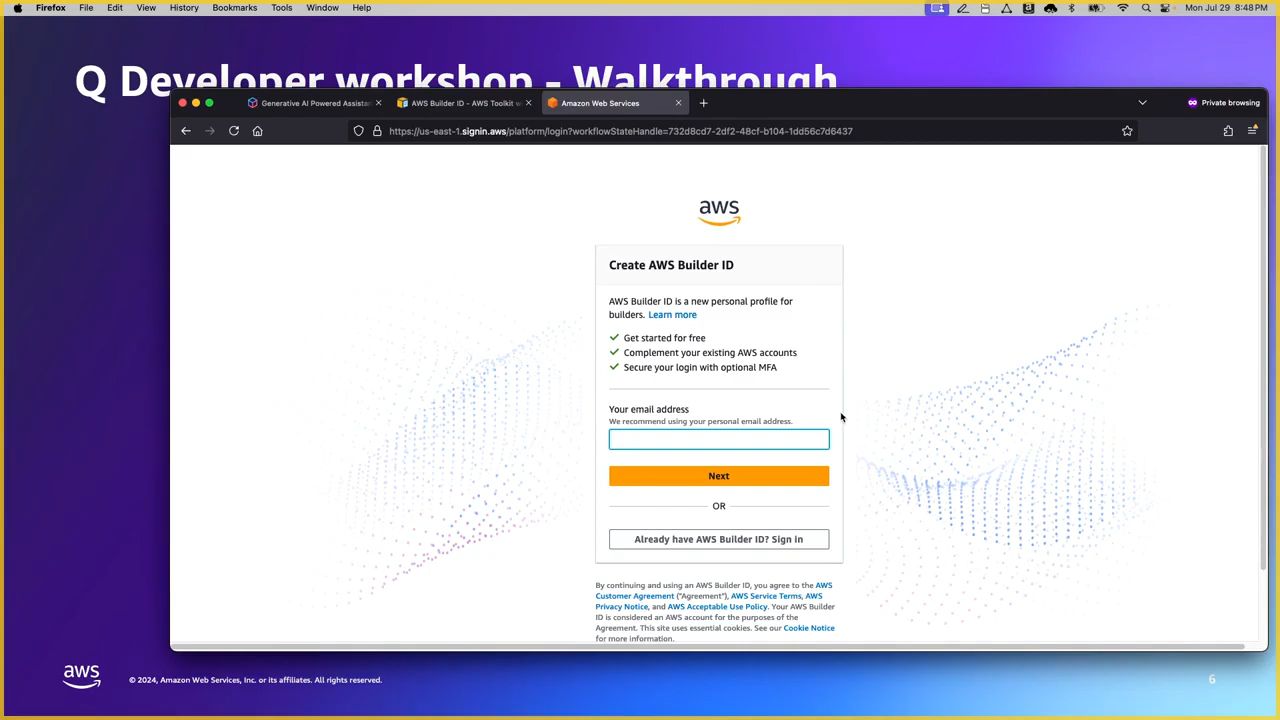 Firefox File Edit View History Bookmarks Tools Window Help Mon Jul 29 8:48 PM
Q Developer workshop - Walkthrough
Generative AI Powered Assistan
AWS Builder ID - AWS Toolkit w
Amazon Web Services
Private browsing
https://us-east-1.signin.aws/platform/login?workflowStateHandle=732d8cd7-2df2-48cf-b104-1dd56c7d6437
aws
Create AWS Builder ID
AWS Builder ID is a new personal profile for
builders. Learn more
Get started for free
Complement your existing AWS accounts
Secure your login with optional MFA
Your email address
We recommend using your personal email address.
Next
OR
Already have AWS Builder ID? Sign in
By continuing and using an AWS Builder ID, you agree to the AWS
Customer Agreement ("Agreement"), AWS Service Terms, AWS
Privacy Notice, and AWS Acceptable Use Policy. Your AWS Builder
ID is considered an AWS account for the purposes of the
Agreement. This site uses essential cookies. See our Cookie Notice
for more information.
aws
© 2024, Amazon Web Services, Inc. or its affiliates. All rights reserved.
6